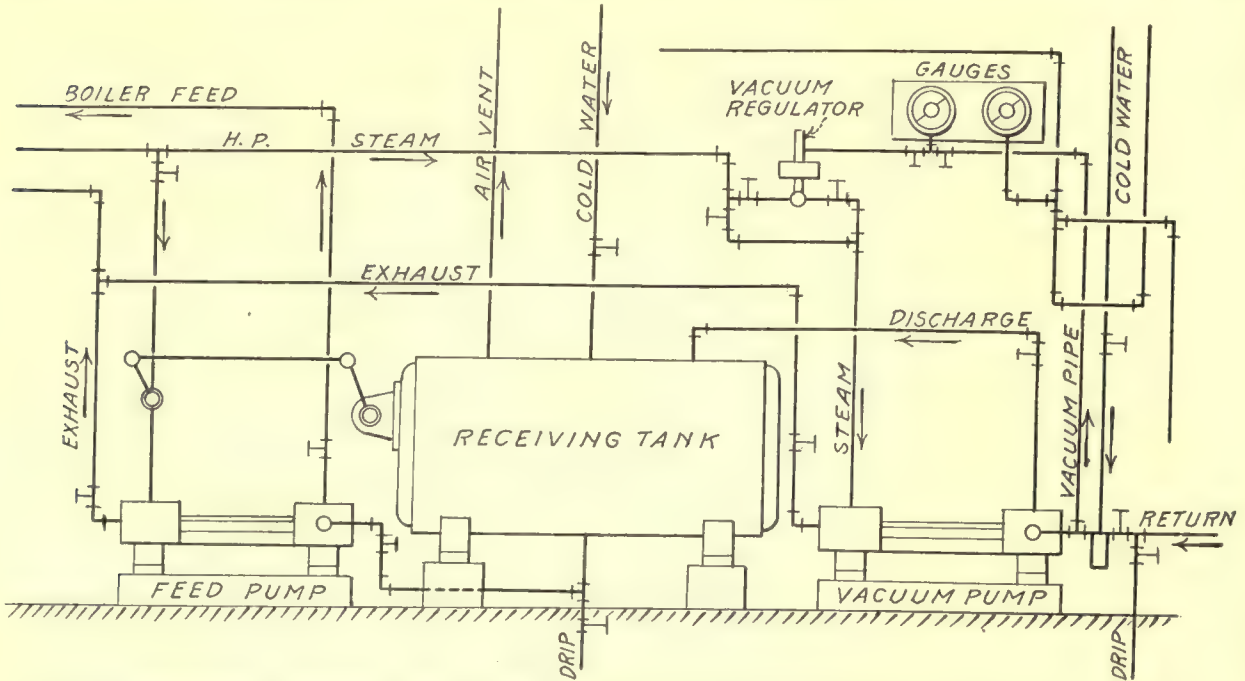 GAUGES
VACUUM
REGULATOR
BOILER FEED
H. P. STEAM
AIR VENT
COLD WATER
COLD WATER
EXHAUST
DISCHARGE
EXHAUST
STEAM
VACUUM PIPE
RECEIVING TANK
RETURN
FEED PUMP
VACUUM PUMP
DRIP
DRIP